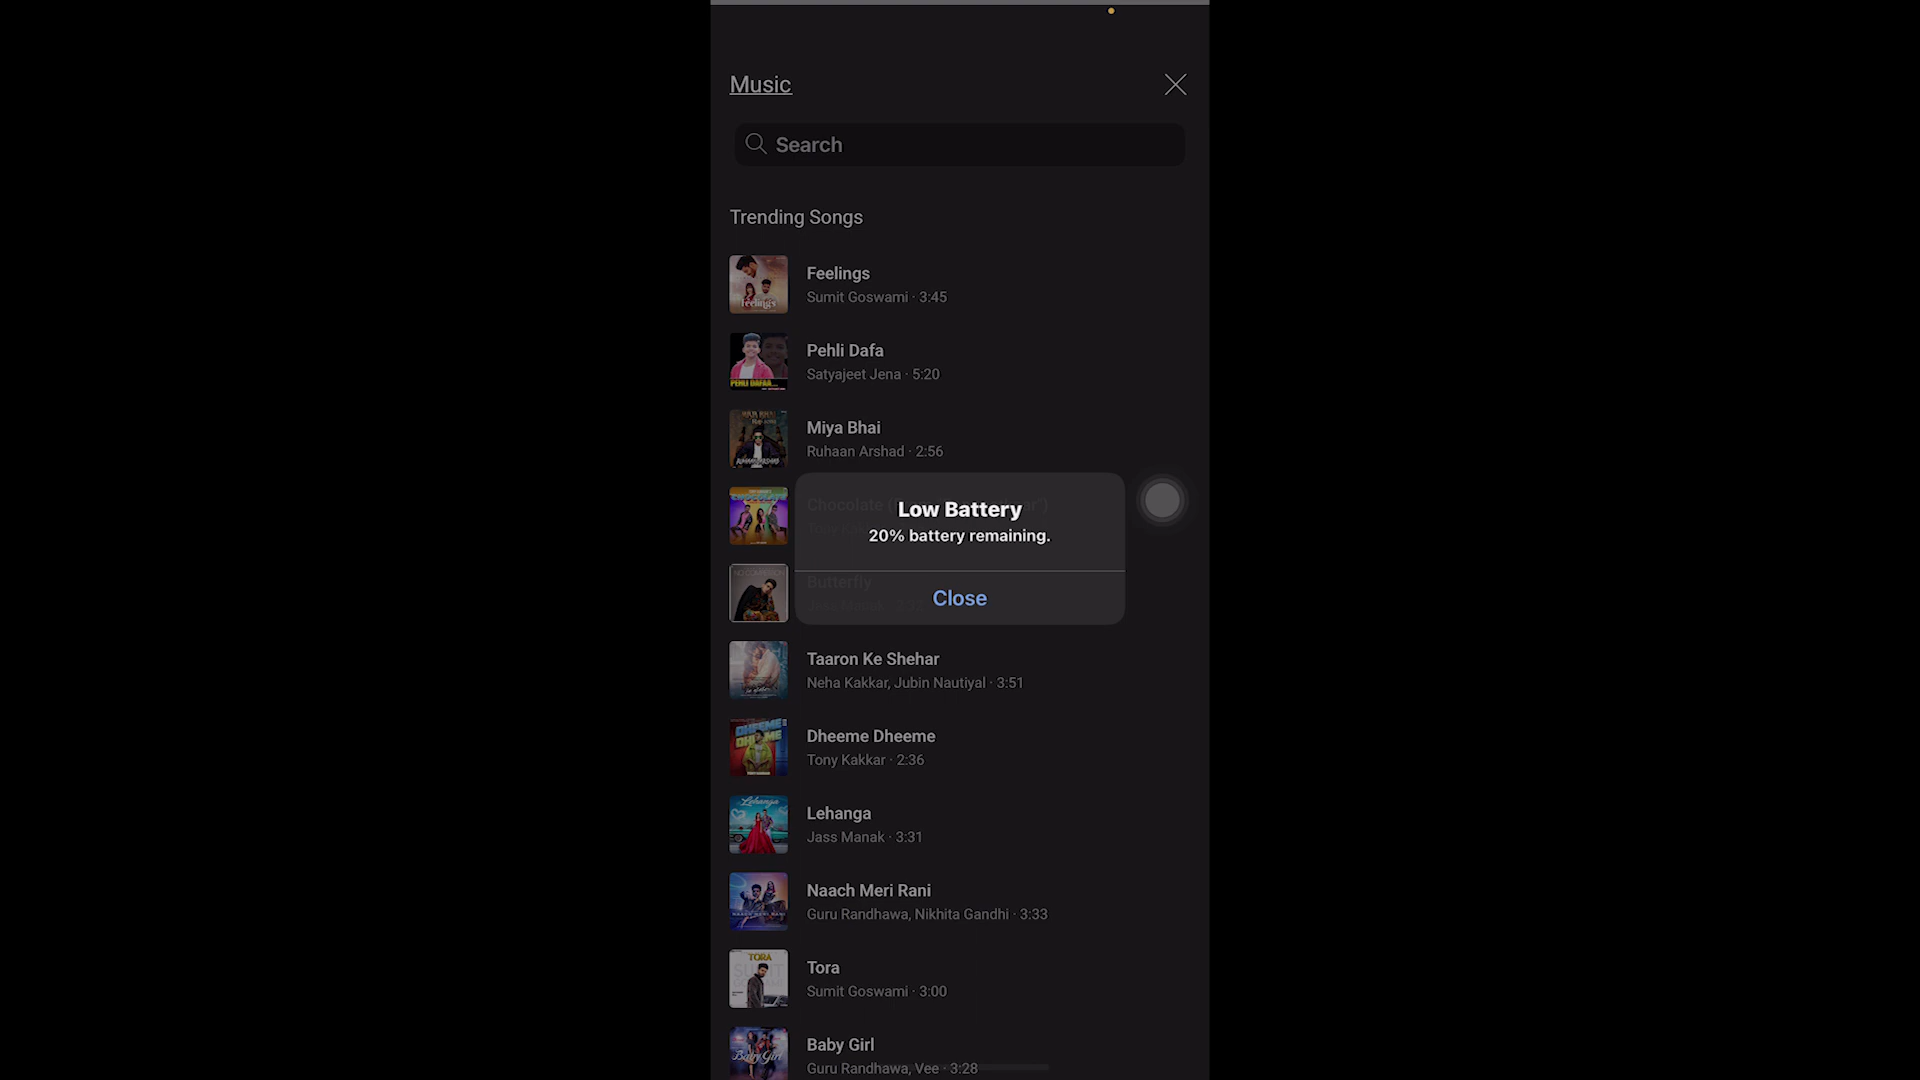 Music
Search
Trending Songs
Feelings
Sumit Goswami · 3:45
Pehli Dafa
Satyajeet Jena · 5:20
Miya Bhai
Ruhaan Arshad · 2:56
Chocolate
Low Battery
20% battery remaining.
Butterfly
Close
Taaron Ke Shehar
Neha Kakkar, Jubin Nautiyal · 3:51
Dheeme Dheeme
Tony Kakkar · 2:36
Lehanga
Jass Manak · 3:31
Naach Meri Rani
Guru Randhawa, Nikhita Gandhi · 3:33
TORA
Tora
Sumit Goswami · 3:00
Baby Girl
Guru Randhawa, Vee · 3:28